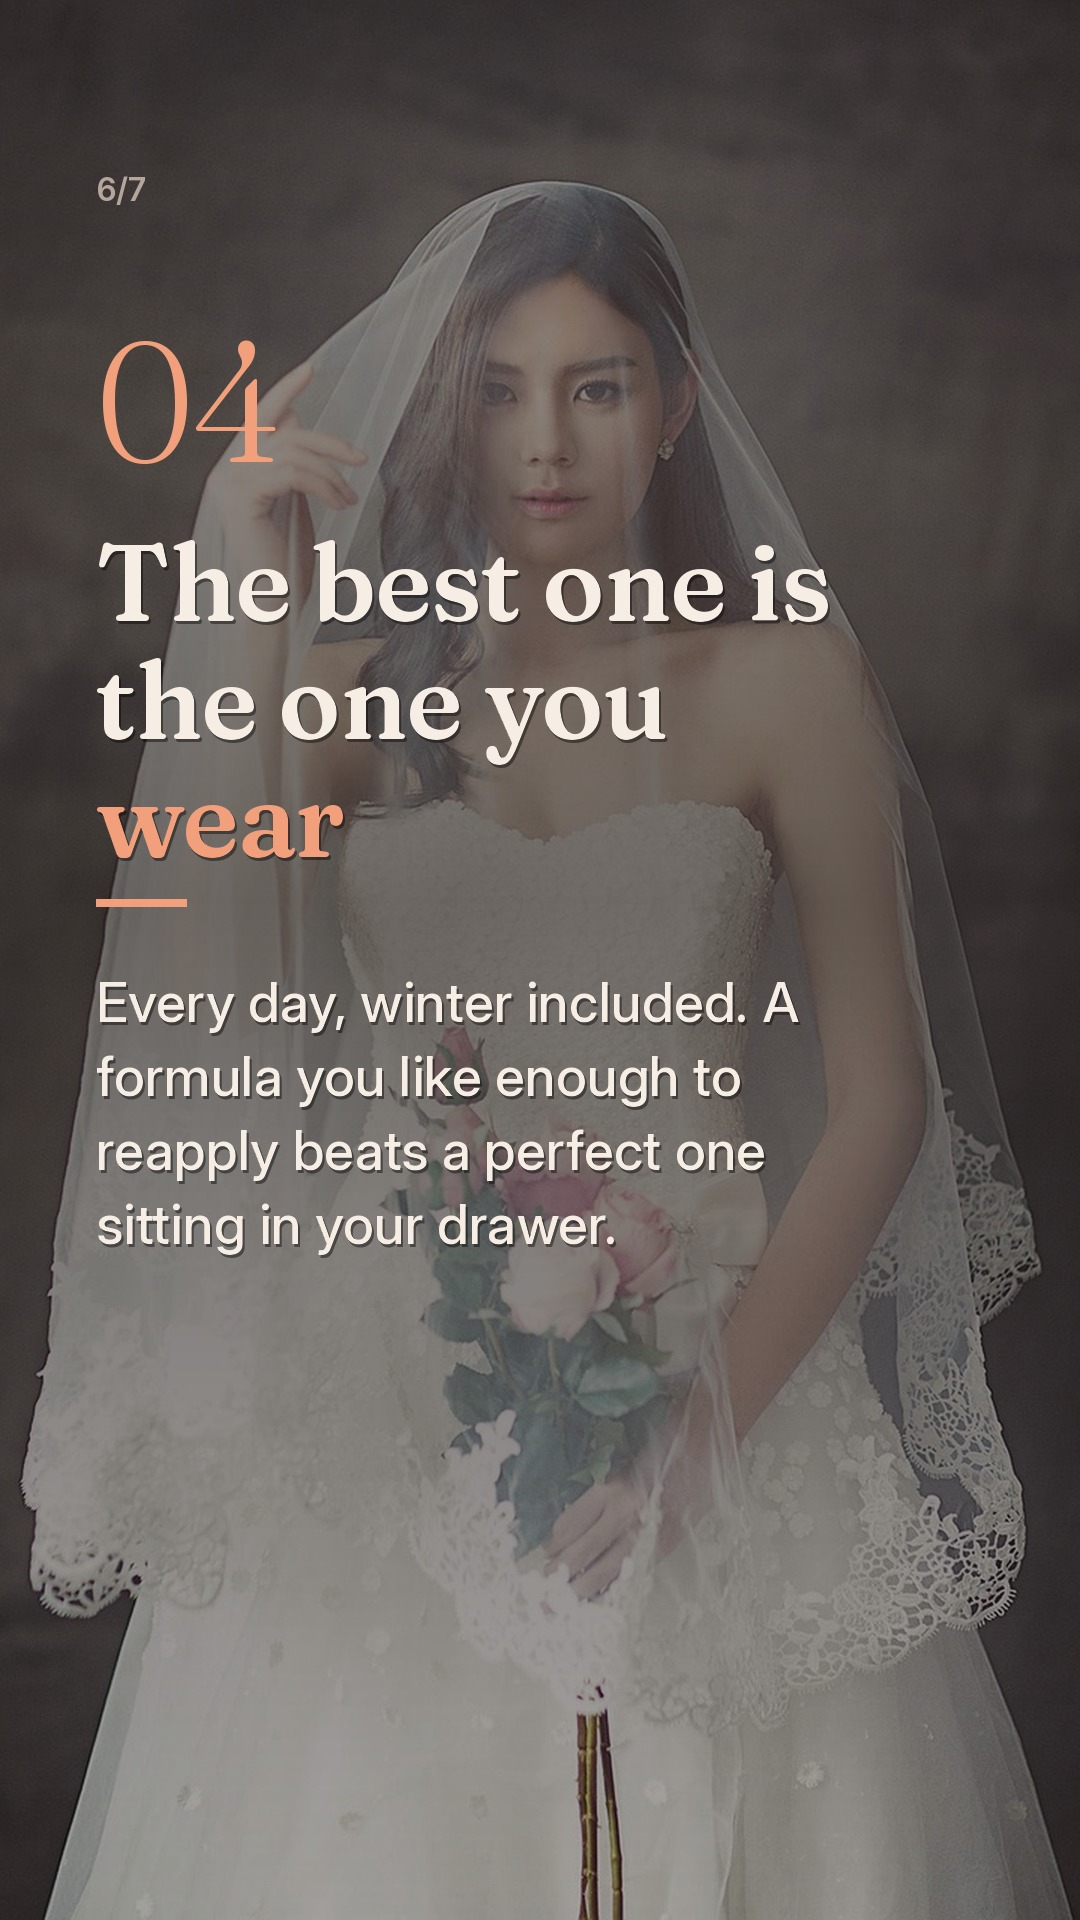 6/7
04
The best one is
the one you
wear
Every day, winter included. A
formula you like enough to
reapply beats a perfect one
sitting in your drawer.